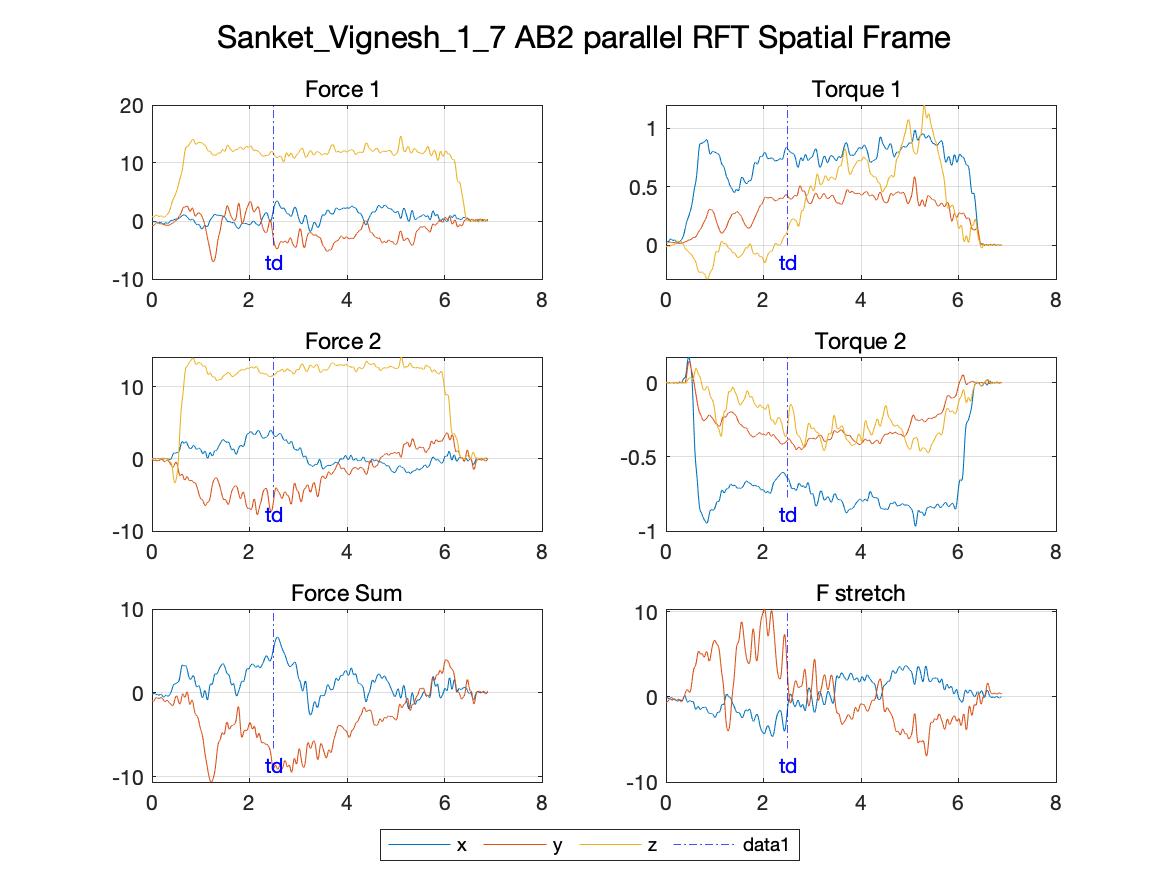 Sanket_Vignesh_1_7 AB2 parallel RFT Spatial Frame
Force 1
20
10
0
-10
td
0 2 4 6 8
Torque 1
1
0.5
0
td
0 2 4 6 8
Force 2
10
0
-10
td
0 2 4 6 8
Torque 2
0
-0.5
-1
td
0 2 4 6 8
Force Sum
10
0
-10
td
0 2 4 6 8
F stretch
10
0
-10
td
0 2 4 6 8
x y z data1